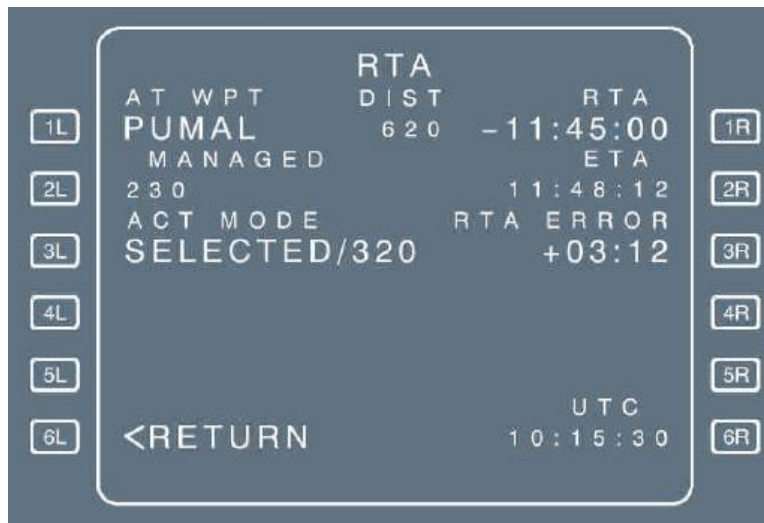 RTA
AT WPT DIST RTA
1L PUMAL 620 -11:45:00 1R
MANAGED ETA
2L 230 11:48:12 2R
ACT MODE RTA ERROR
3L SELECTED/320 +03:12 3R
4L 4R
5L 5R
UTC
6L <RETURN 10:15:30 6R